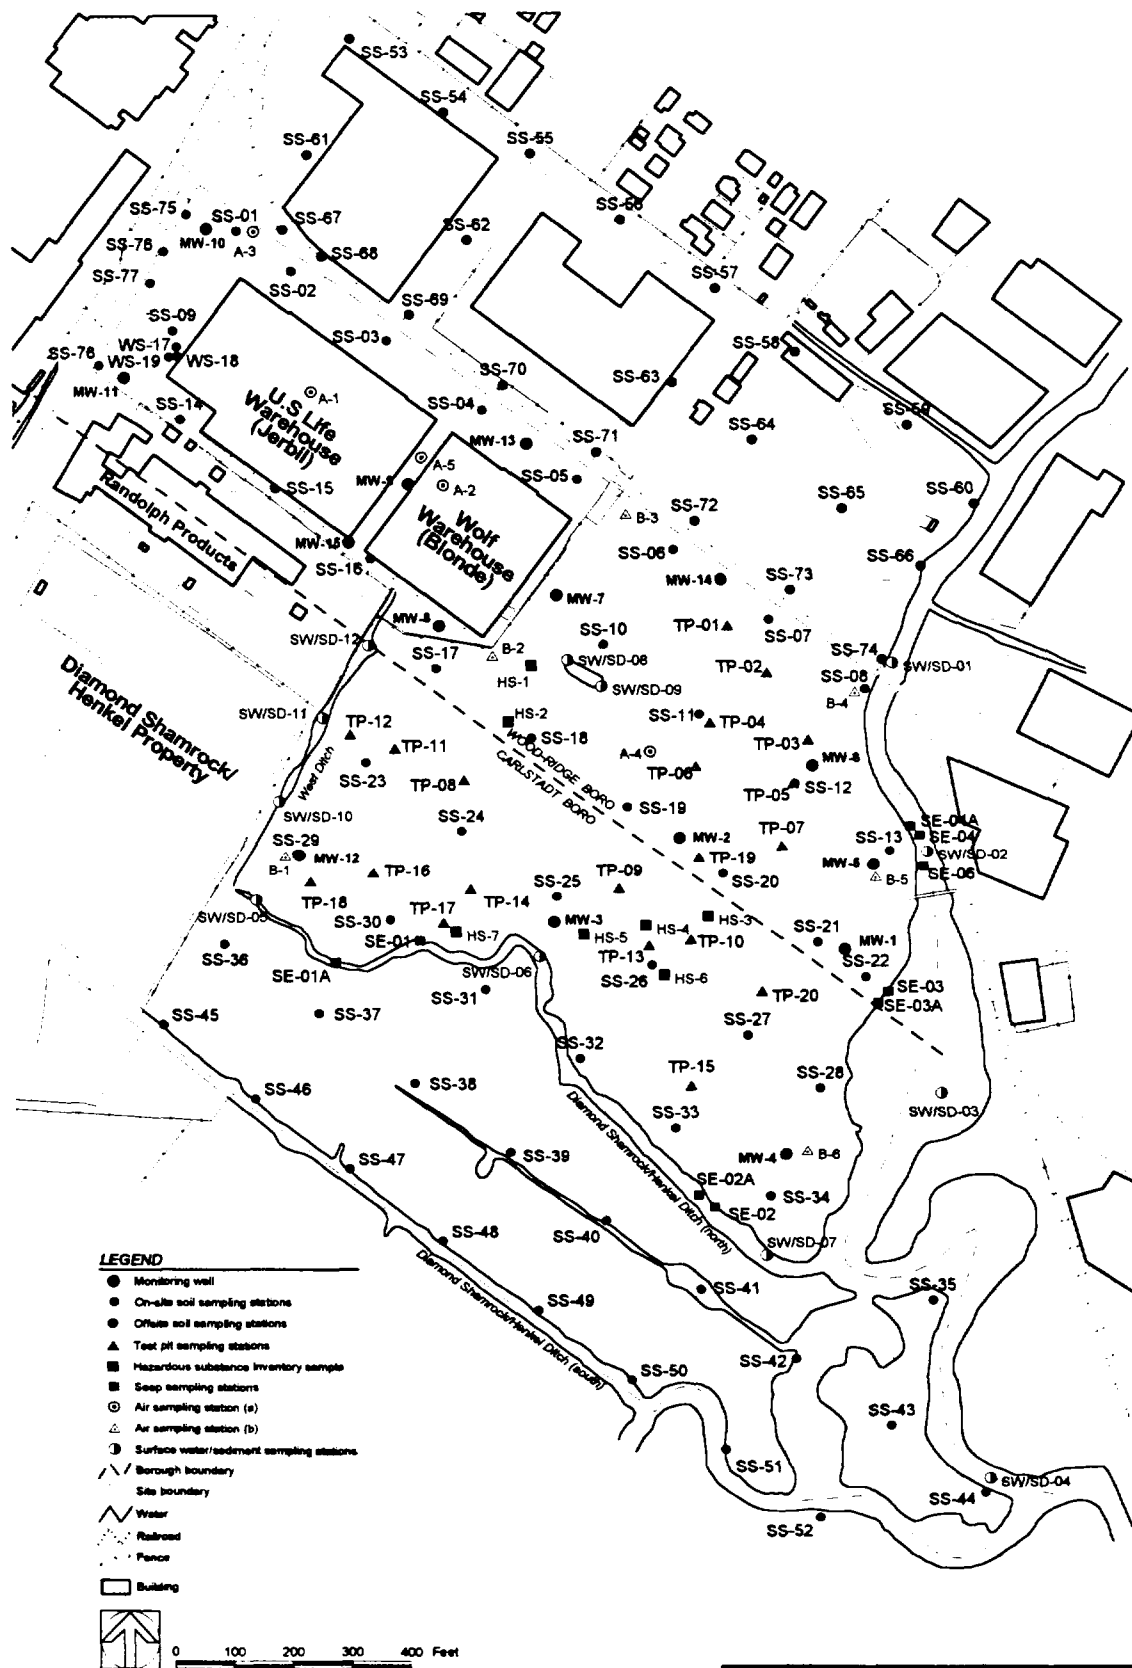 SS-53
SS-54
SS-55
SS-61
SS-56
SS-75
SS-01
SS-67
SS-62
MW-10
A-3
SS-76
SS-68
SS-57
SS-77
SS-02
SS-69
SS-09
SS-03
SS-58
WS-17
SS-78
WS-19
WS-18
SS-70
SS-63
MW-11
A-1
SS-04
SS-59
SS-14
U.S Life
Warehouse
(Jerbil)
MW-13
SS-71
SS-64
A-5
SS-05
MW-9
A-2
SS-15
Randolph Products
Wolf
Warehouse
(Blonde)
B-3
SS-72
SS-65
SS-60
MW-15
SS-06
SS-16
SS-66
MW-14
SS-73
MW-7
MW-8
TP-01
SS-07
SW/SD-12
SS-10
B-2
SS-17
HS-1
SW/SD-08
TP-02
SS-74
SW/SD-01
SS-08
SW/SD-09
B-4
Diamond Shamrock/
Henkel Property
SW/SD-11
TP-12
HS-2
SS-11
TP-04
TP-11
SS-18
WOOD-RIDGE BORO
CARLSTADT BORO
TP-03
A-4
West Ditch
SS-23
TP-06
MW-6
TP-08
TP-05
SS-12
SW/SD-10
SS-19
SS-24
SE-04A
TP-07
SE-04
MW-2
SS-29
SS-13
SW/SD-02
MW-12
TP-19
B-1
MW-5
SE-05
TP-16
TP-09
SS-20
B-5
TP-18
TP-14
SS-25
SW/SD-05
SS-30
TP-17
MW-3
HS-3
SS-21
HS-4
SE-01
HS-7
HS-5
TP-10
MW-1
SS-36
TP-13
SE-01A
SW/SD-06
SS-26
HS-6
SS-22
SS-31
TP-20
SE-03
SE-03A
SS-45
SS-37
SS-27
SS-32
SS-46
SS-38
TP-15
SS-28
SW/SD-03
SS-33
Diamond Shamrock/Henkel Ditch (north)
SS-47
SS-39
MW-4
B-6
SE-02A
SS-34
SE-02
SS-48
SS-40
SW/SD-07
Diamond Shamrock/Henkel Ditch (south)
SS-41
SS-35
SS-49
SS-42
SS-50
SS-43
SS-51
SW/SD-04
SS-44
SS-52
LEGEND
Monitoring well
On-site soil sampling stations
Offsite soil sampling stations
Test pit sampling stations
Hazardous substance inventory sample
Seep sampling stations
Air sampling station (a)
Air sampling station (b)
Surface water/sediment sampling stations
Borough boundary
Site boundary
Water
Railroad
Fence
Building
0 100 200 300 400 Feet